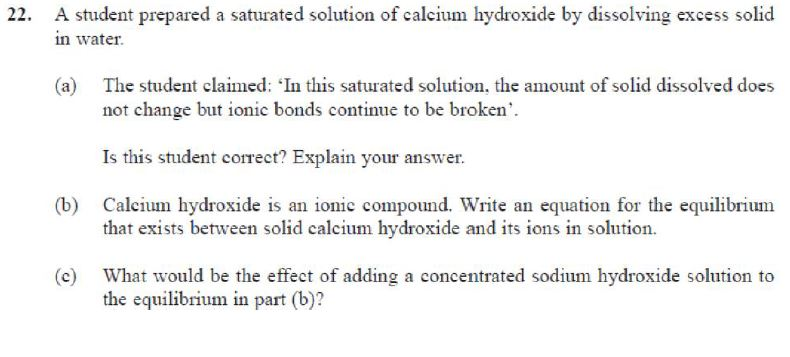 22. A student prepared a saturated solution of calcium hydroxide by dissolving excess solid
in water.
(a) The student claimed: ‘In this saturated solution, the amount of solid dissolved does
not change but ionic bonds continue to be broken’.
Is this student correct? Explain your answer.
(b) Calcium hydroxide is an ionic compound. Write an equation for the equilibrium
that exists between solid calcium hydroxide and its ions in solution.
(c) What would be the effect of adding a concentrated sodium hydroxide solution to
the equilibrium in part (b)?